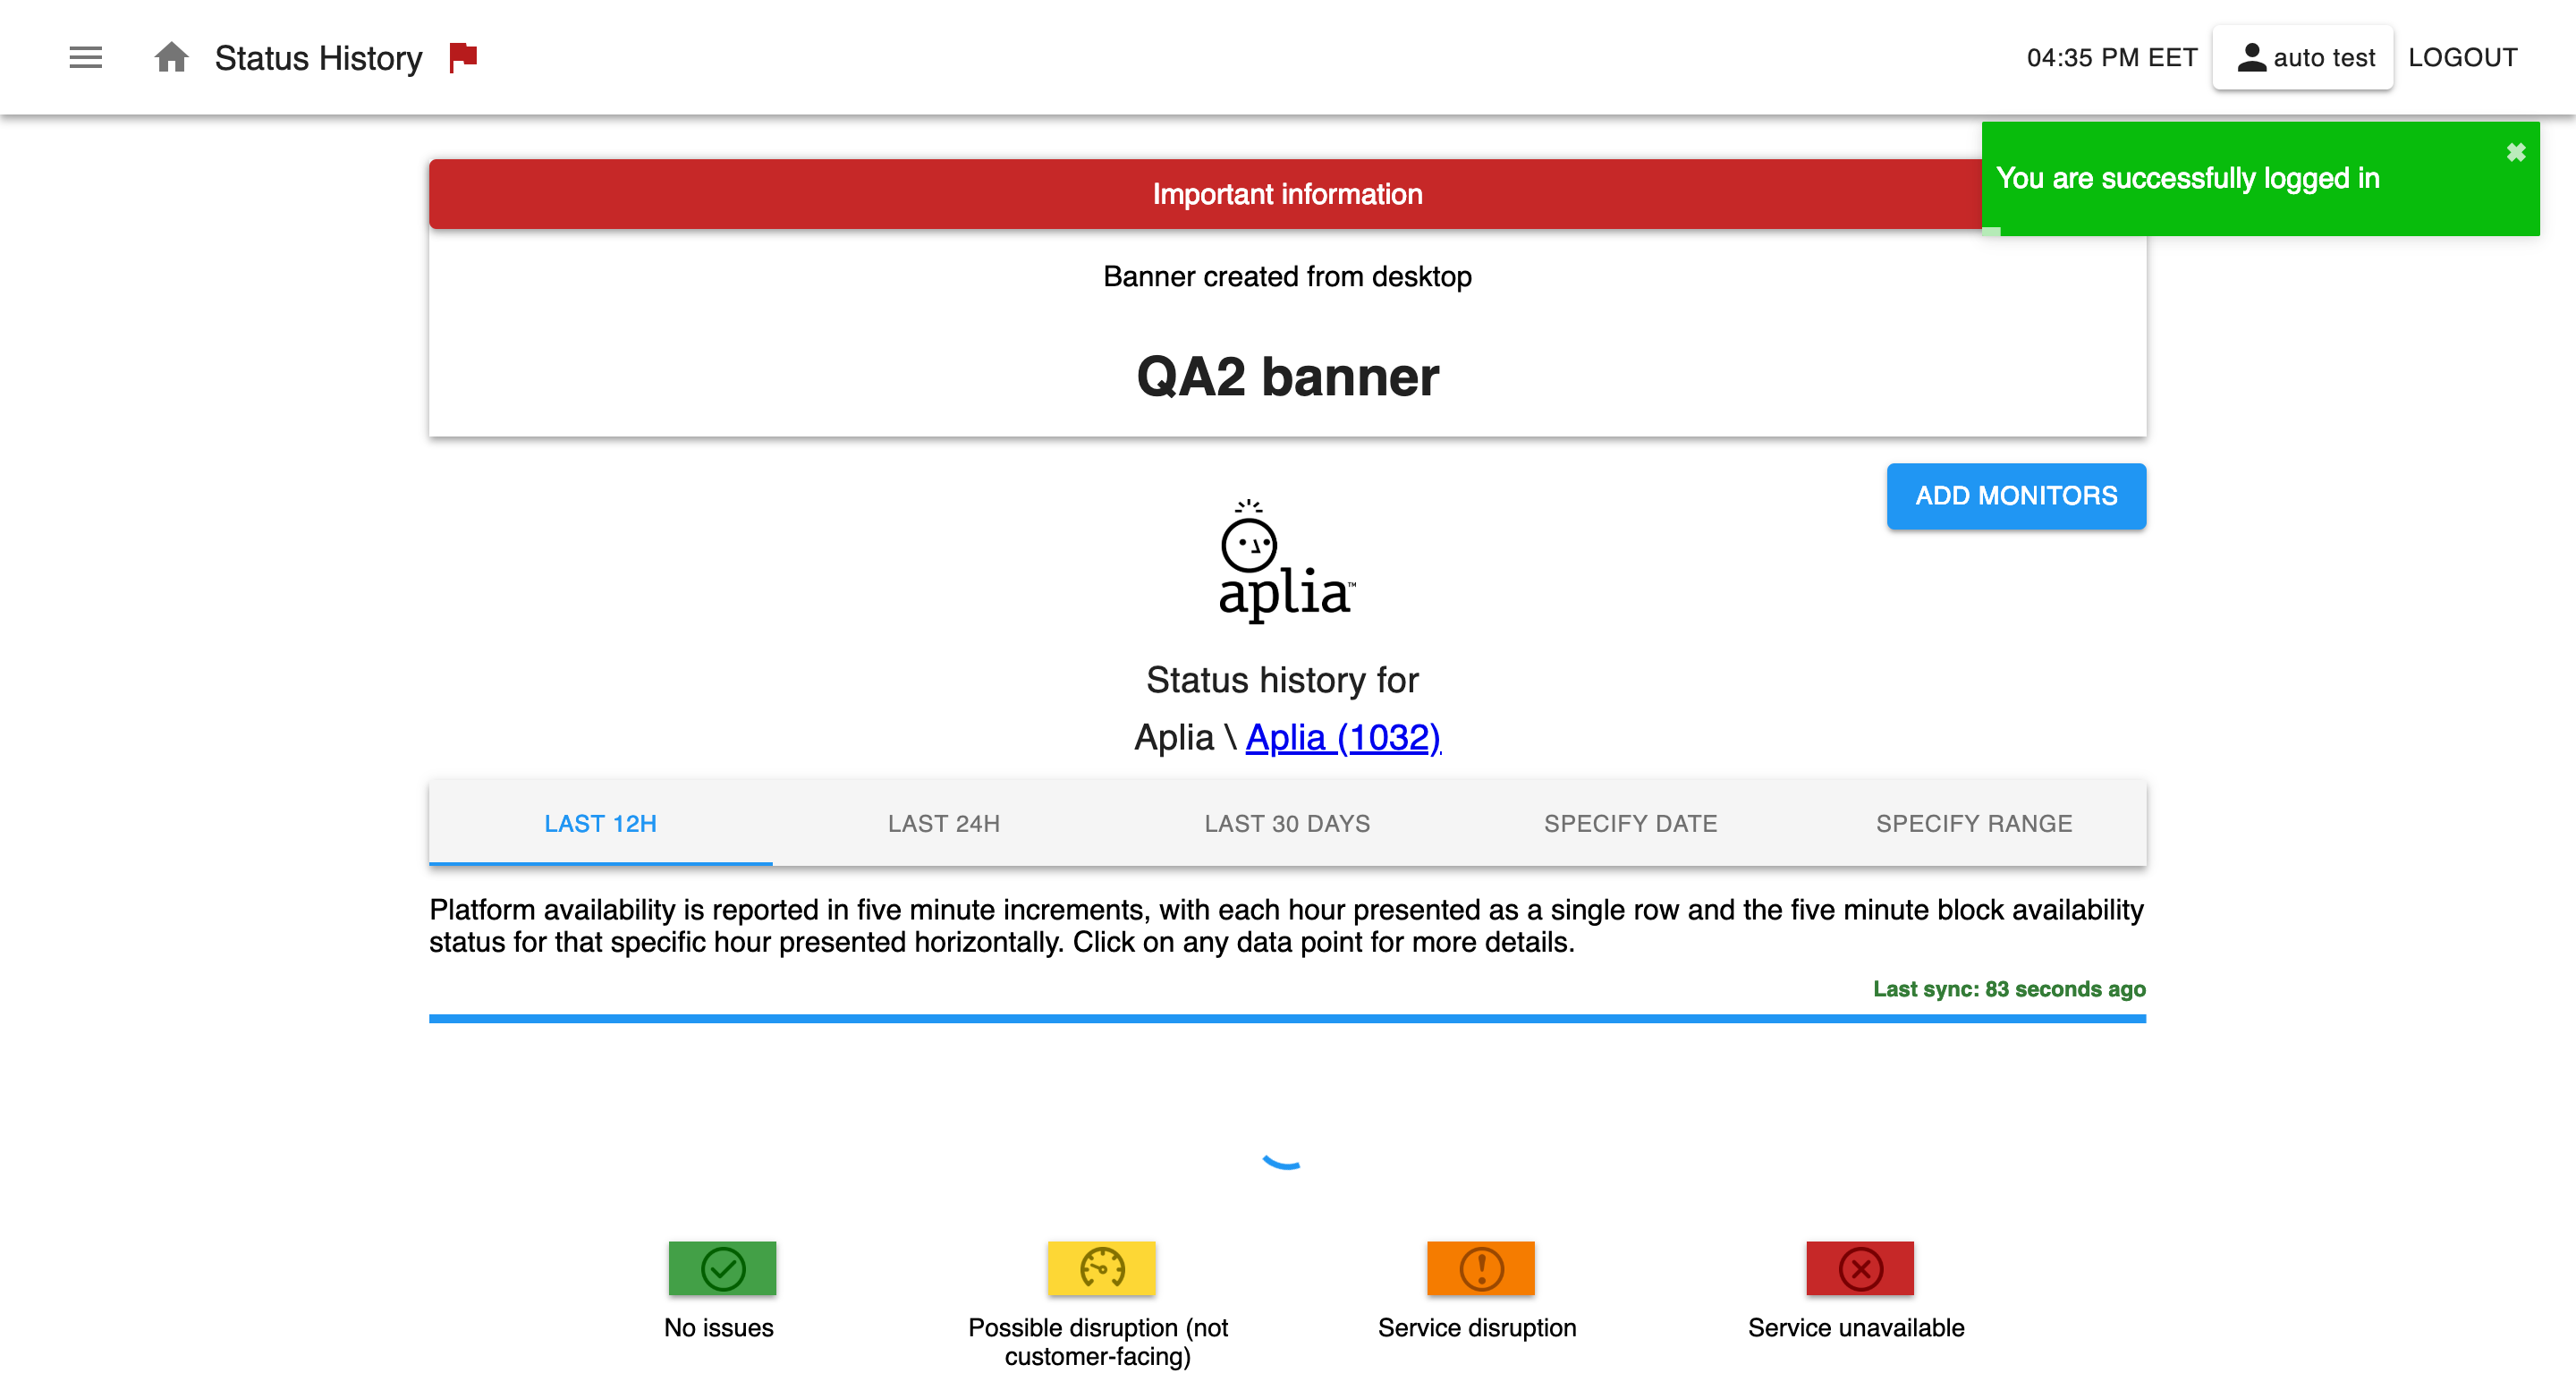 Status History
04:35 PM EET
auto test
LOGOUT
You are successfully logged in
Important information
Banner created from desktop
QA2 banner
ADD MONITORS
aplia™
Status history for
Aplia \ Aplia (1032)
LAST 12H
LAST 24H
LAST 30 DAYS
SPECIFY DATE
SPECIFY RANGE
Platform availability is reported in five minute increments, with each hour presented as a single row and the five minute block availability
status for that specific hour presented horizontally. Click on any data point for more details.
Last sync: 83 seconds ago
No issues
Possible disruption (not
customer-facing)
Service disruption
Service unavailable